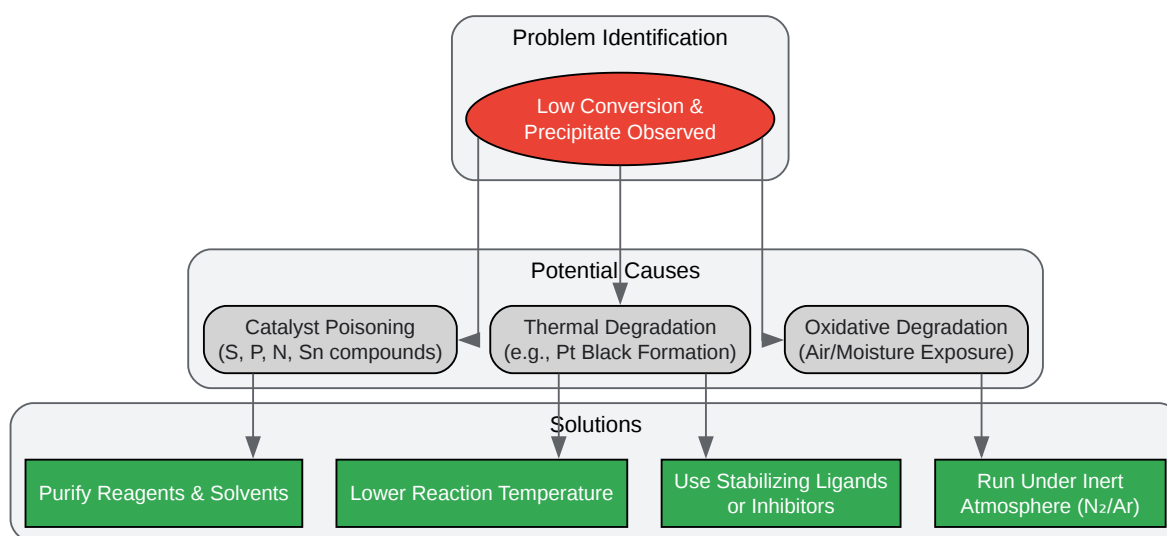 Problem Identification
Low Conversion &
Precipitate Observed
Potential Causes
Catalyst Poisoning
(S, P, N, Sn compounds)
Thermal Degradation
(e.g., Pt Black Formation)
Oxidative Degradation
(Air/Moisture Exposure)
Solutions
Purify Reagents & Solvents
Lower Reaction Temperature
Use Stabilizing Ligands
or Inhibitors
Run Under Inert
Atmosphere (N₂/Ar)